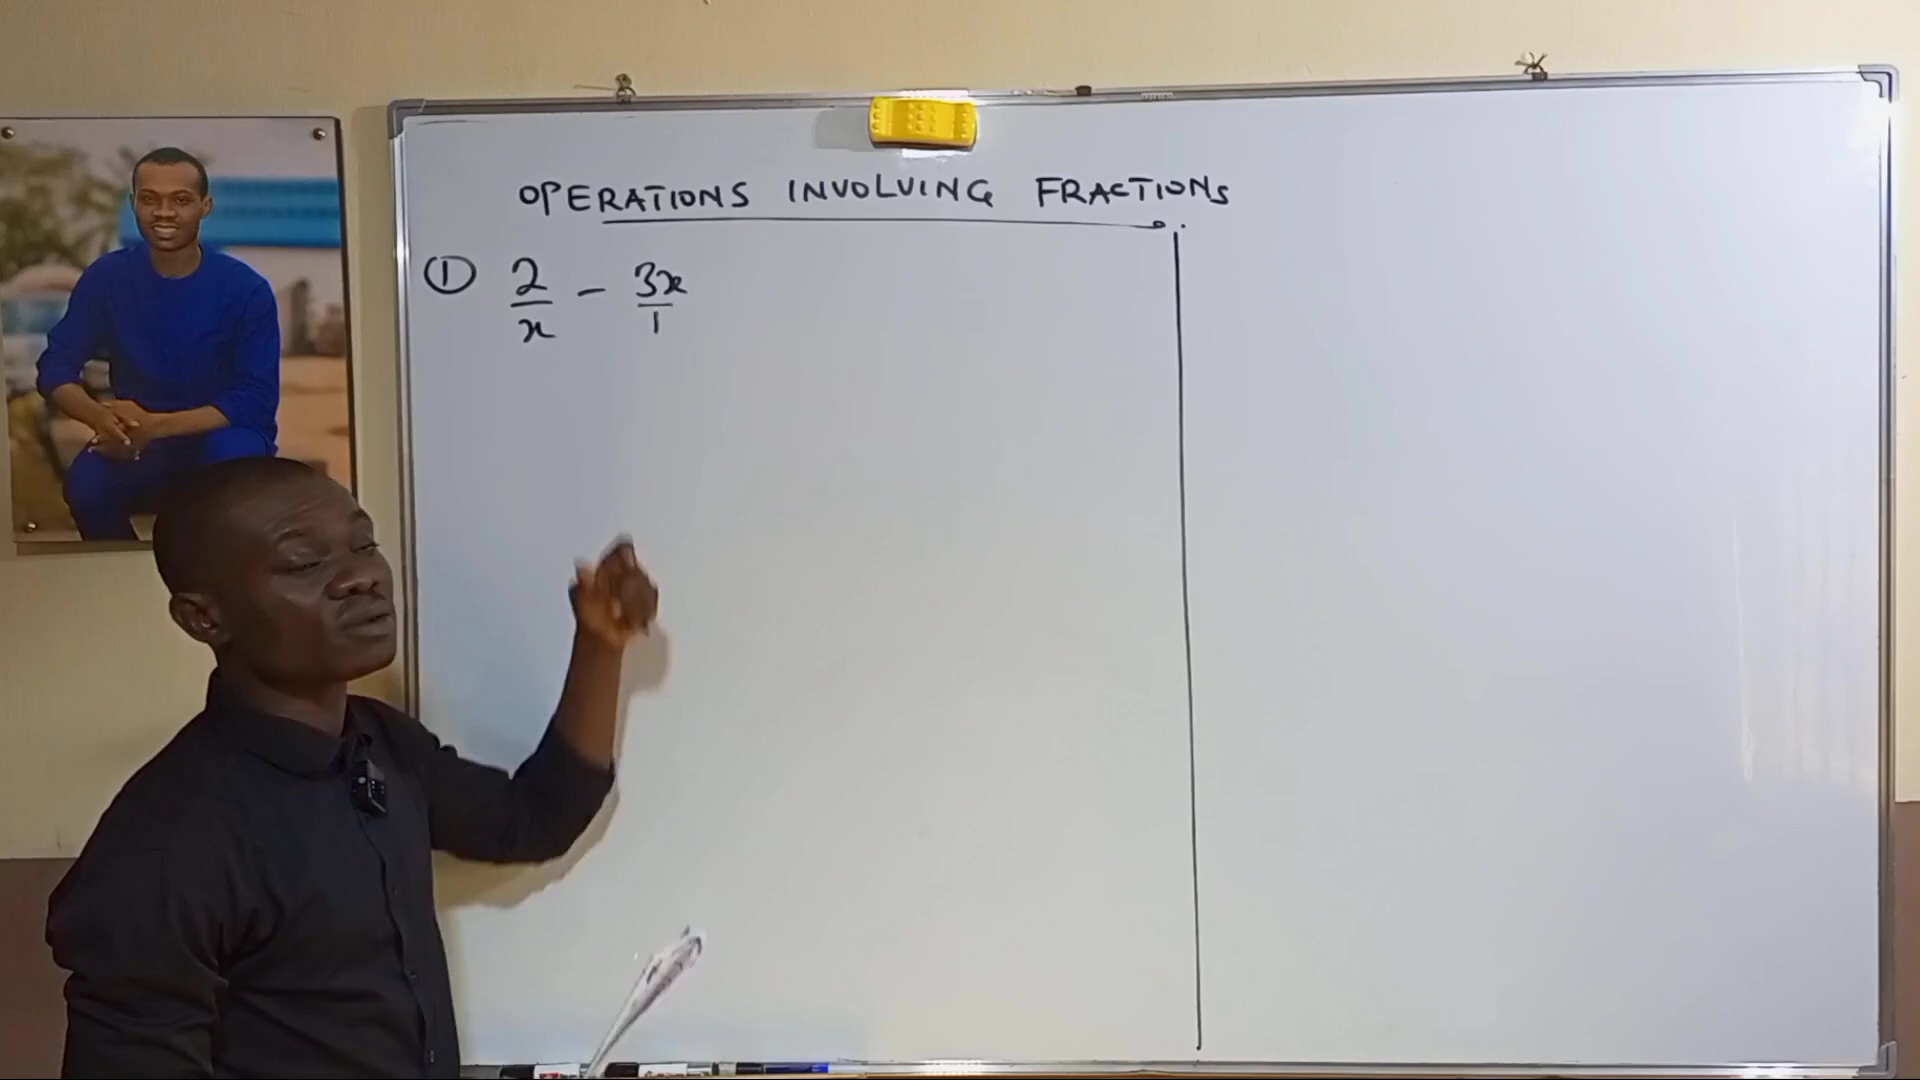 OPERATIONS INVOLVING FRACTIONS
① 2/x - 3x/1